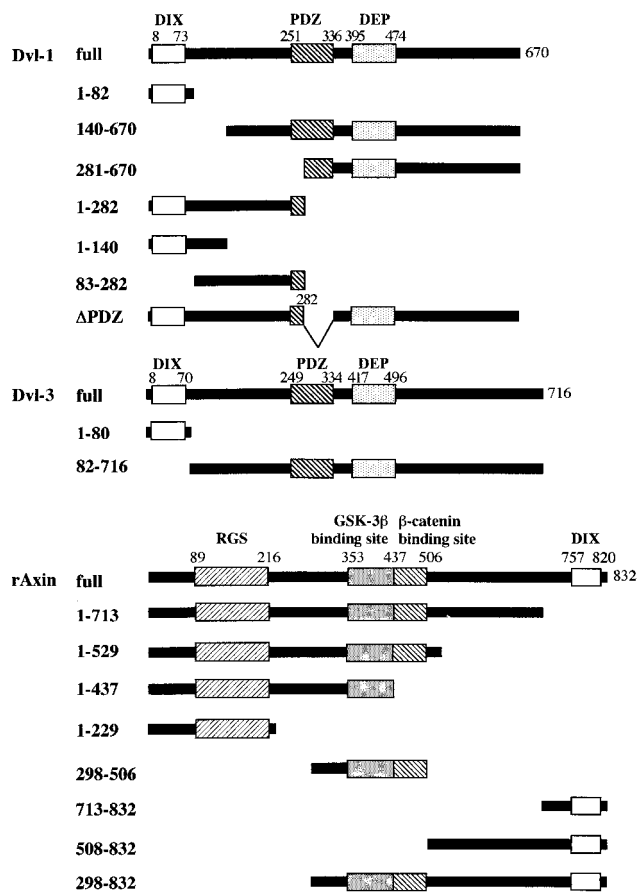 DIX PDZ DEP
8 73 251 336 395 474
Dvl-1 full 670
1-82
140-670
281-670
1-282
1-140
83-282
282
ΔPDZ
DIX PDZ DEP
8 70 249 334 417 496
Dvl-3 full 716
1-80
82-716
GSK-3β β-catenin
RGS binding site binding site DIX
89 216 353 437 506 757 820
rAxin full 832
1-713
1-529
1-437
1-229
298-506
713-832
508-832
298-832